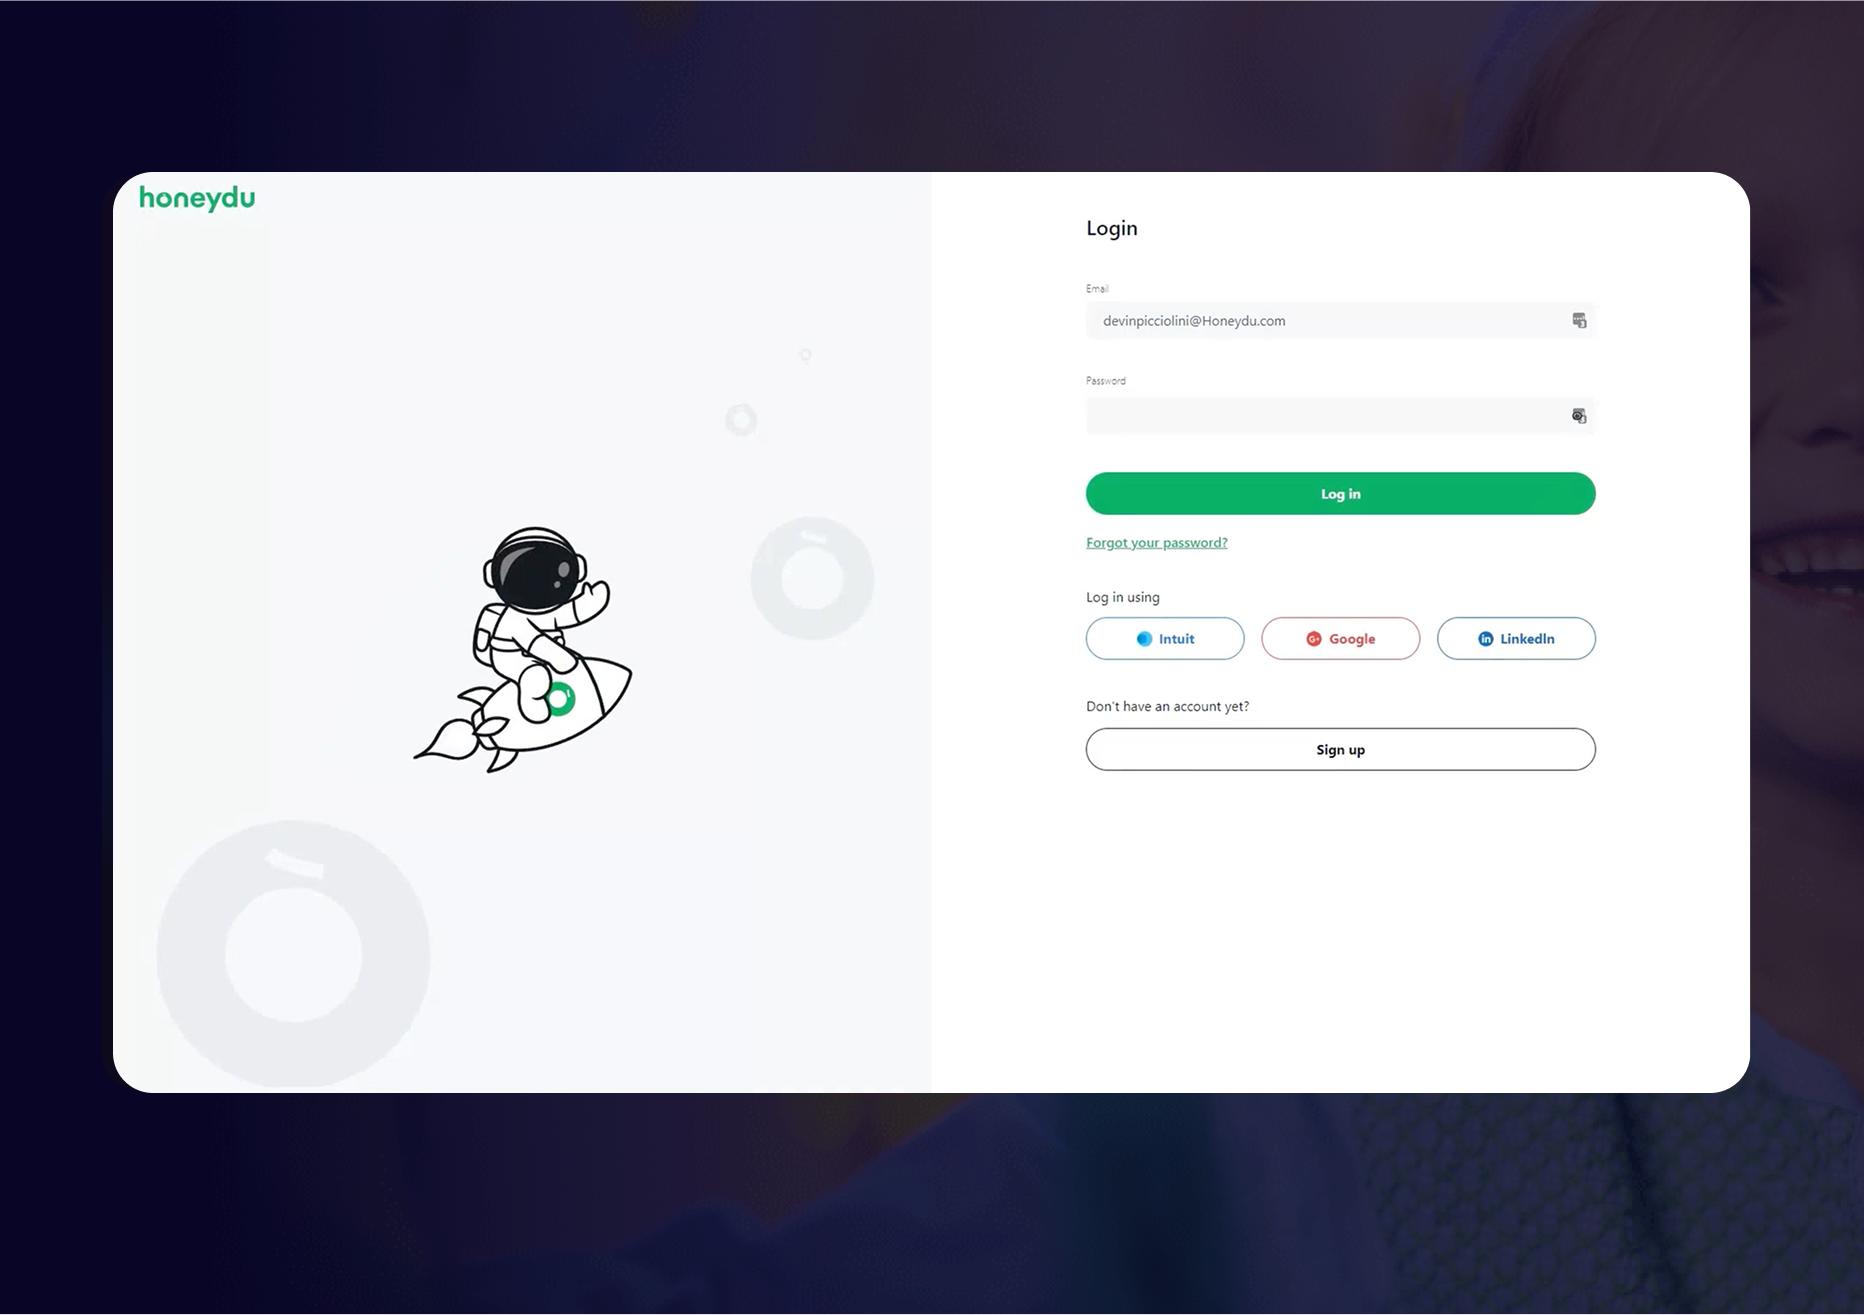 honeydu
Login
Email
devinpicciolini@Honeydu.com
Password
Log in
Forgot your password?
Log in using
Intuit
G+ Google
in LinkedIn
Don't have an account yet?
Sign up